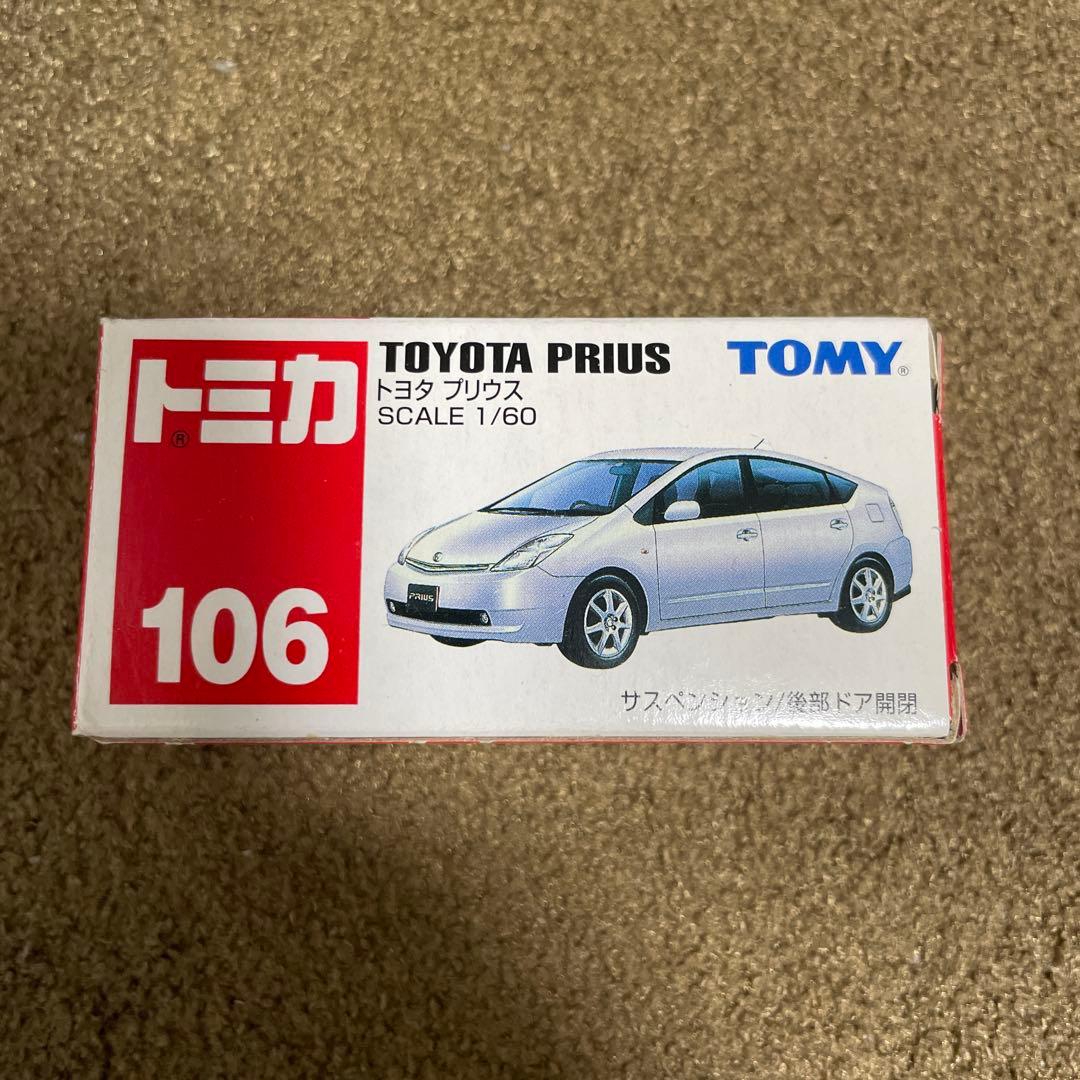 トミカ®
106
TOYOTA PRIUS
トヨタ プリウス
SCALE 1/60
TOMY®
PRIUS
サスペンション/後部ドア開閉